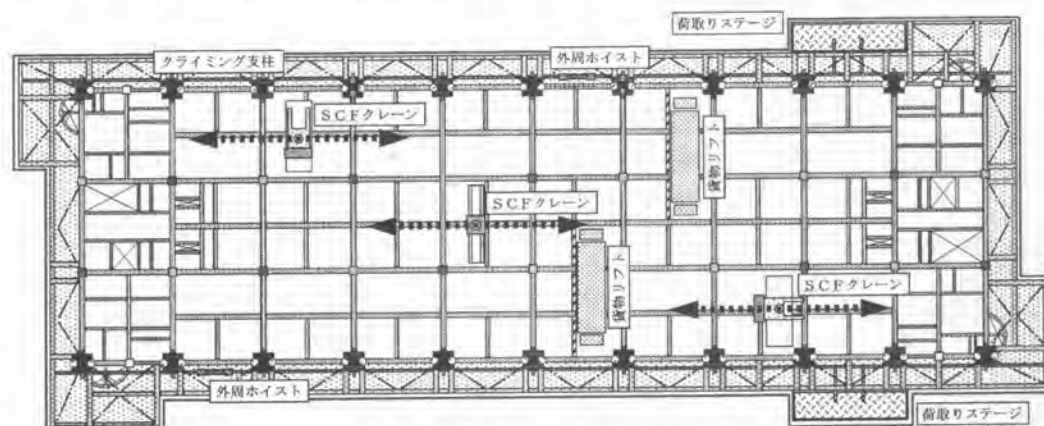 荷取りステージ
クライミング支柱
外周ホイスト
SCFクレーン
貨物リフト
SCFクレーン
貨物リフト
SCFクレーン
外周ホイスト
荷取りステージ